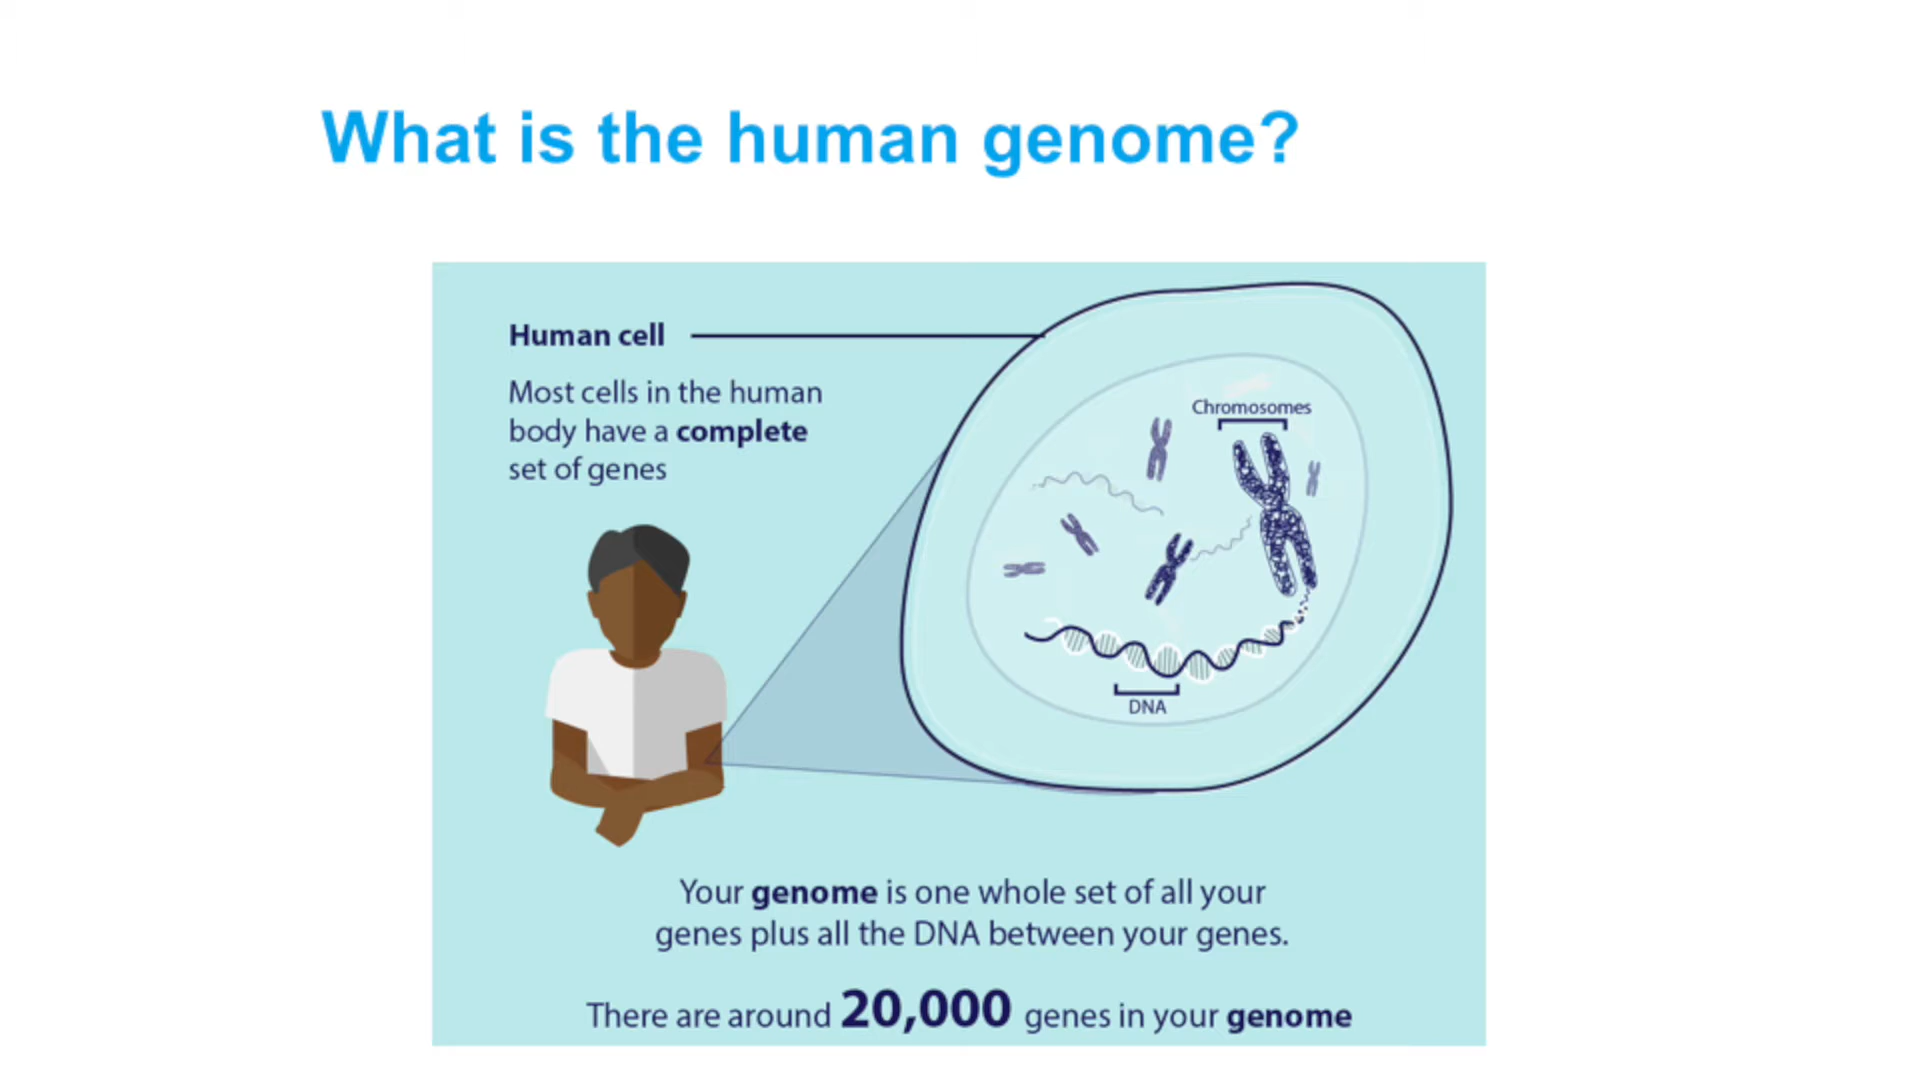 What is the human genome?
Human cell
Most cells in the human
body have a complete
set of genes
Chromosomes
DNA
Your genome is one whole set of all your
genes plus all the DNA between your genes.
There are around 20,000 genes in your genome